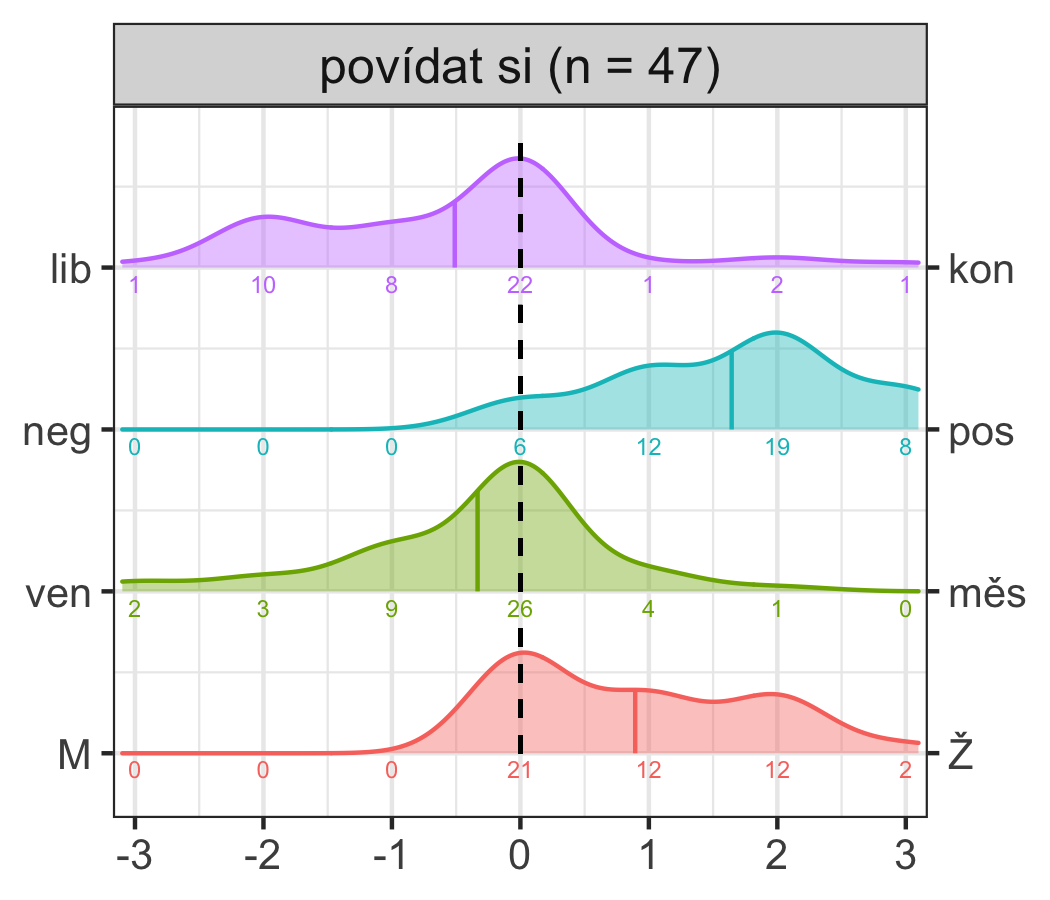 povídat si (n = 47)
lib kon
1 10 8 22 1 2 1
neg pos
0 0 0 6 12 19 8
ven měs
2 3 9 26 4 1 0
M Ž
0 0 0 21 12 12 2
-3 -2 -1 0 1 2 3